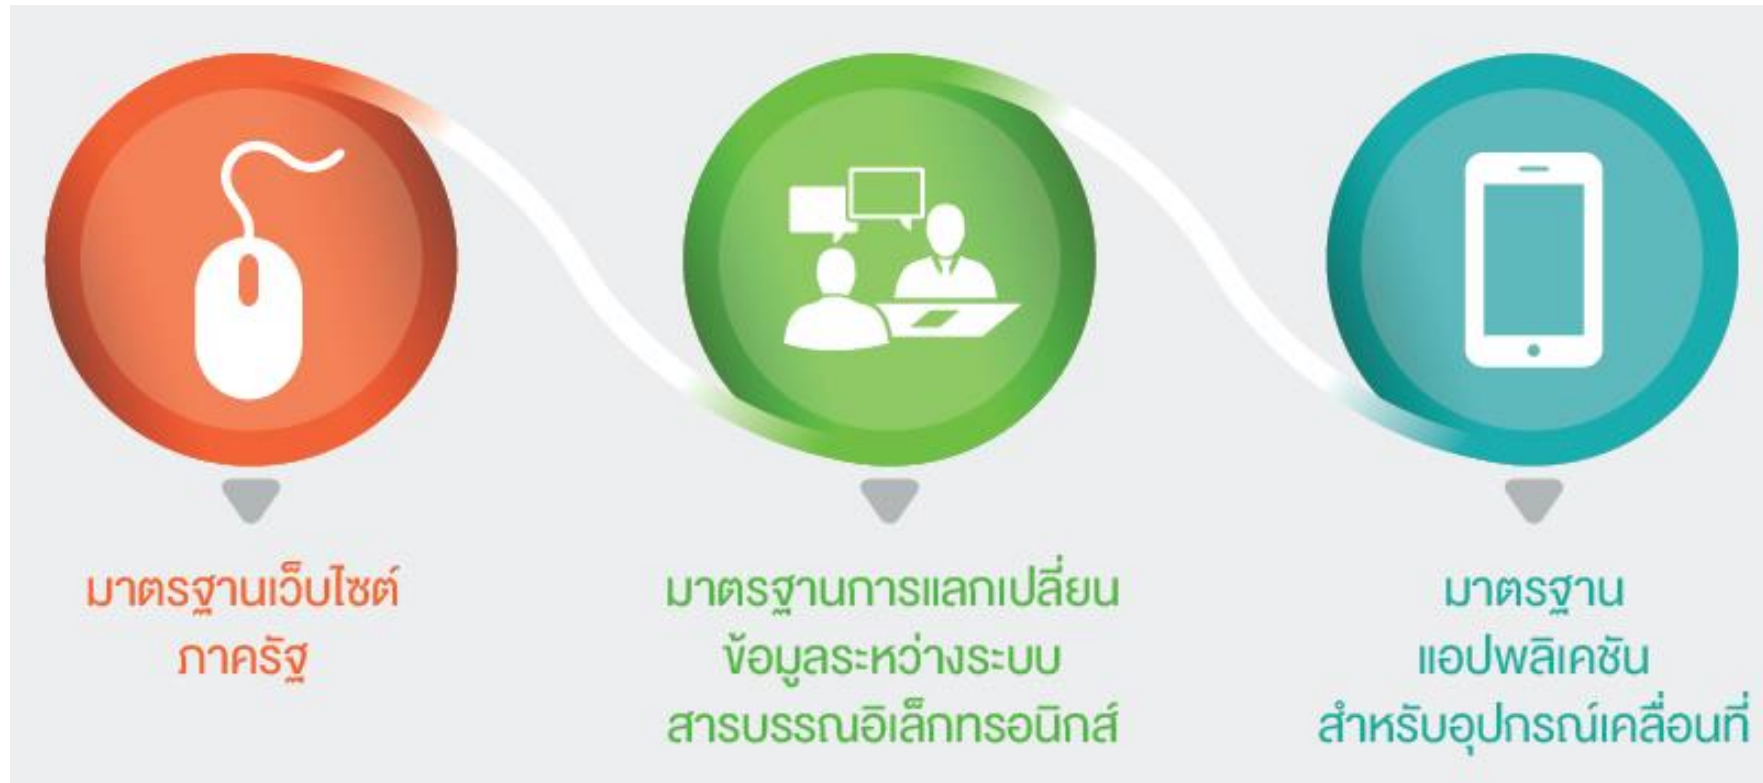 มาตรฐานเว็บไซต์
ภาครัฐ
มาตรฐานการแลกเปลี่ยน
ข้อมูลระหว่างระบบ
สารบรรณอิเล็กทรอนิกส์
มาตรฐาน
แอปพลิเคชัน
สำหรับอุปกรณ์เคลื่อนที่